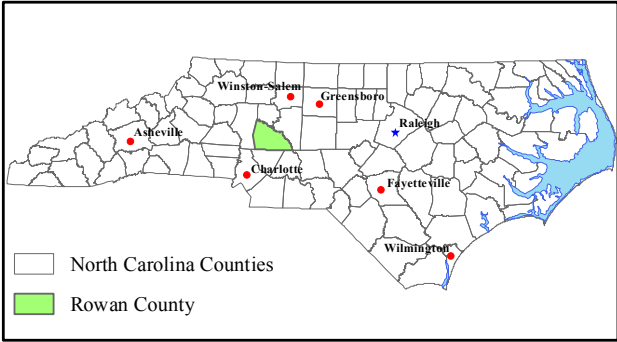 Winston-Salem
Greensboro
Asheville
Raleigh
Charlotte
Fayetteville
Wilmington
North Carolina Counties
Rowan County